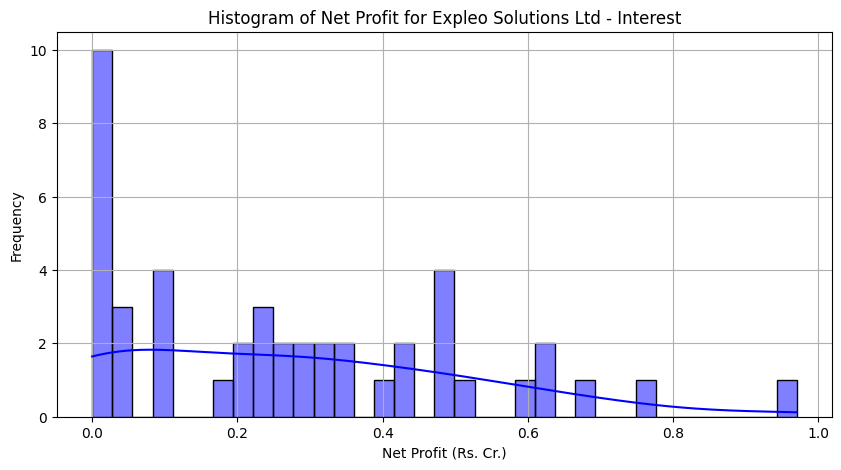 Histogram of Net Profit for Expleo Solutions Ltd - Interest
10
8
6
4
2
0
Frequency
0.0 0.2 0.4 0.6 0.8 1.0
Net Profit (Rs. Cr.)